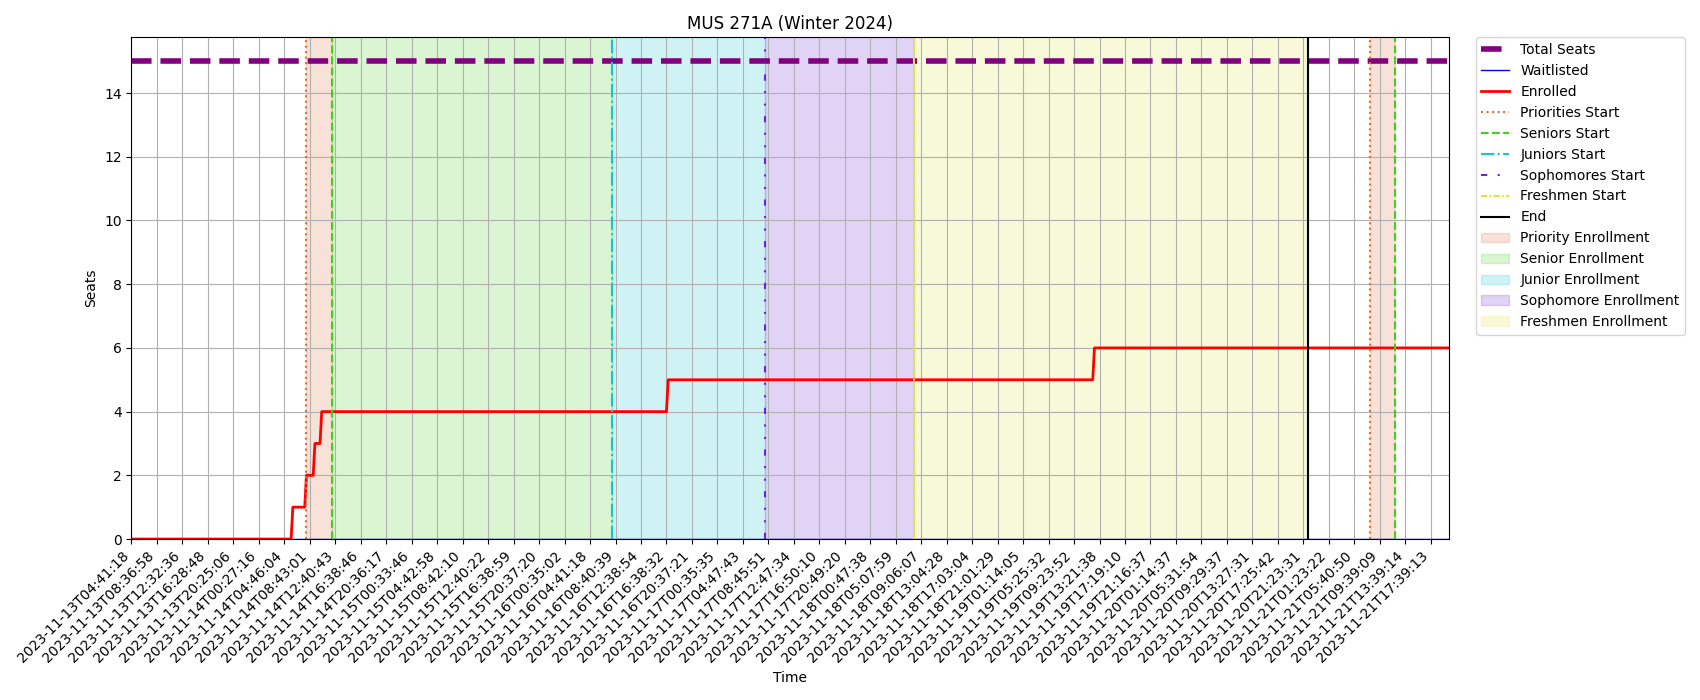 MUS 271A (Winter 2024)
Total Seats
Waitlisted
Enrolled
Priorities Start
Seniors Start
Juniors Start
Sophomores Start
Freshmen Start
End
Priority Enrollment
Senior Enrollment
Junior Enrollment
Sophomore Enrollment
Freshmen Enrollment
Seats
14
12
10
8
6
4
2
0
2023-11-13T04:41:18
2023-11-13T08:36:58
2023-11-13T12:32:36
2023-11-13T16:28:48
2023-11-13T20:25:06
2023-11-14T00:27:16
2023-11-14T04:46:04
2023-11-14T08:43:01
2023-11-14T12:40:43
2023-11-14T16:38:46
2023-11-14T20:36:17
2023-11-15T00:33:46
2023-11-15T04:42:58
2023-11-15T08:42:10
2023-11-15T12:40:22
2023-11-15T16:38:59
2023-11-15T20:37:20
2023-11-16T00:35:02
2023-11-16T04:41:18
2023-11-16T08:40:39
2023-11-16T12:38:54
2023-11-16T16:38:32
2023-11-16T20:37:21
2023-11-17T00:35:35
2023-11-17T04:47:43
2023-11-17T08:45:51
2023-11-17T12:47:34
2023-11-17T16:50:10
2023-11-17T20:49:20
2023-11-18T00:47:38
2023-11-18T05:07:59
2023-11-18T09:06:07
2023-11-18T13:04:28
2023-11-18T17:03:04
2023-11-18T21:01:29
2023-11-19T01:14:05
2023-11-19T05:25:32
2023-11-19T09:23:52
2023-11-19T13:21:38
2023-11-19T17:19:10
2023-11-19T21:16:37
2023-11-20T01:14:37
2023-11-20T05:31:54
2023-11-20T09:29:37
2023-11-20T13:27:31
2023-11-20T17:25:42
2023-11-20T21:23:31
2023-11-21T01:23:22
2023-11-21T05:40:50
2023-11-21T09:39:09
2023-11-21T13:39:14
2023-11-21T17:39:13
Time